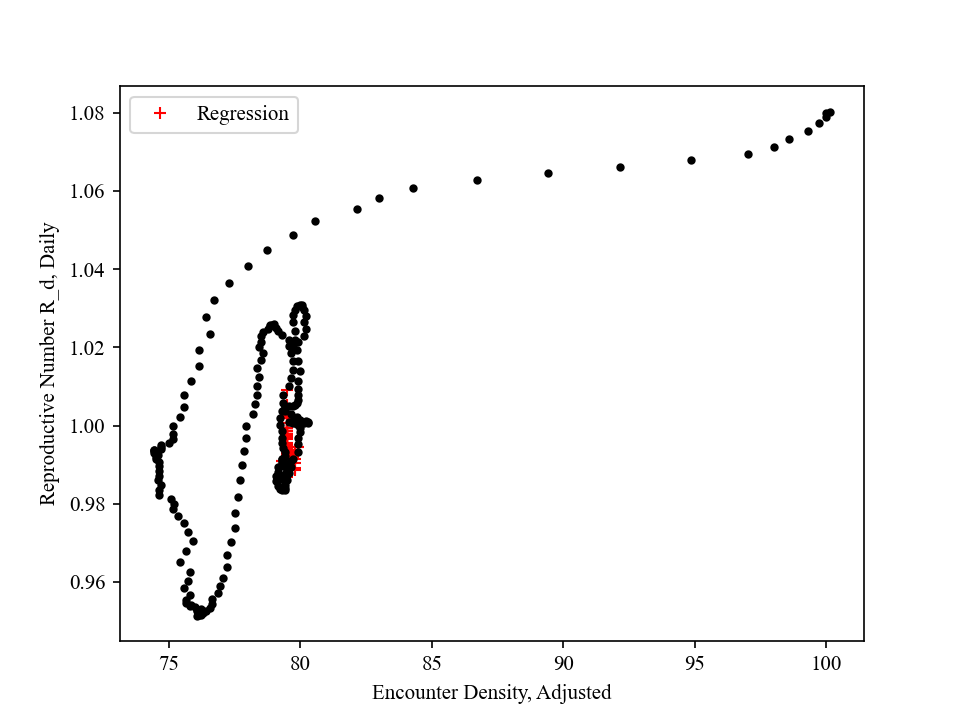 Regression
1.08
1.06
1.04
1.02
1.00
0.98
0.96
Reproductive Number R_d, Daily
75 80 85 90 95 100
Encounter Density, Adjusted